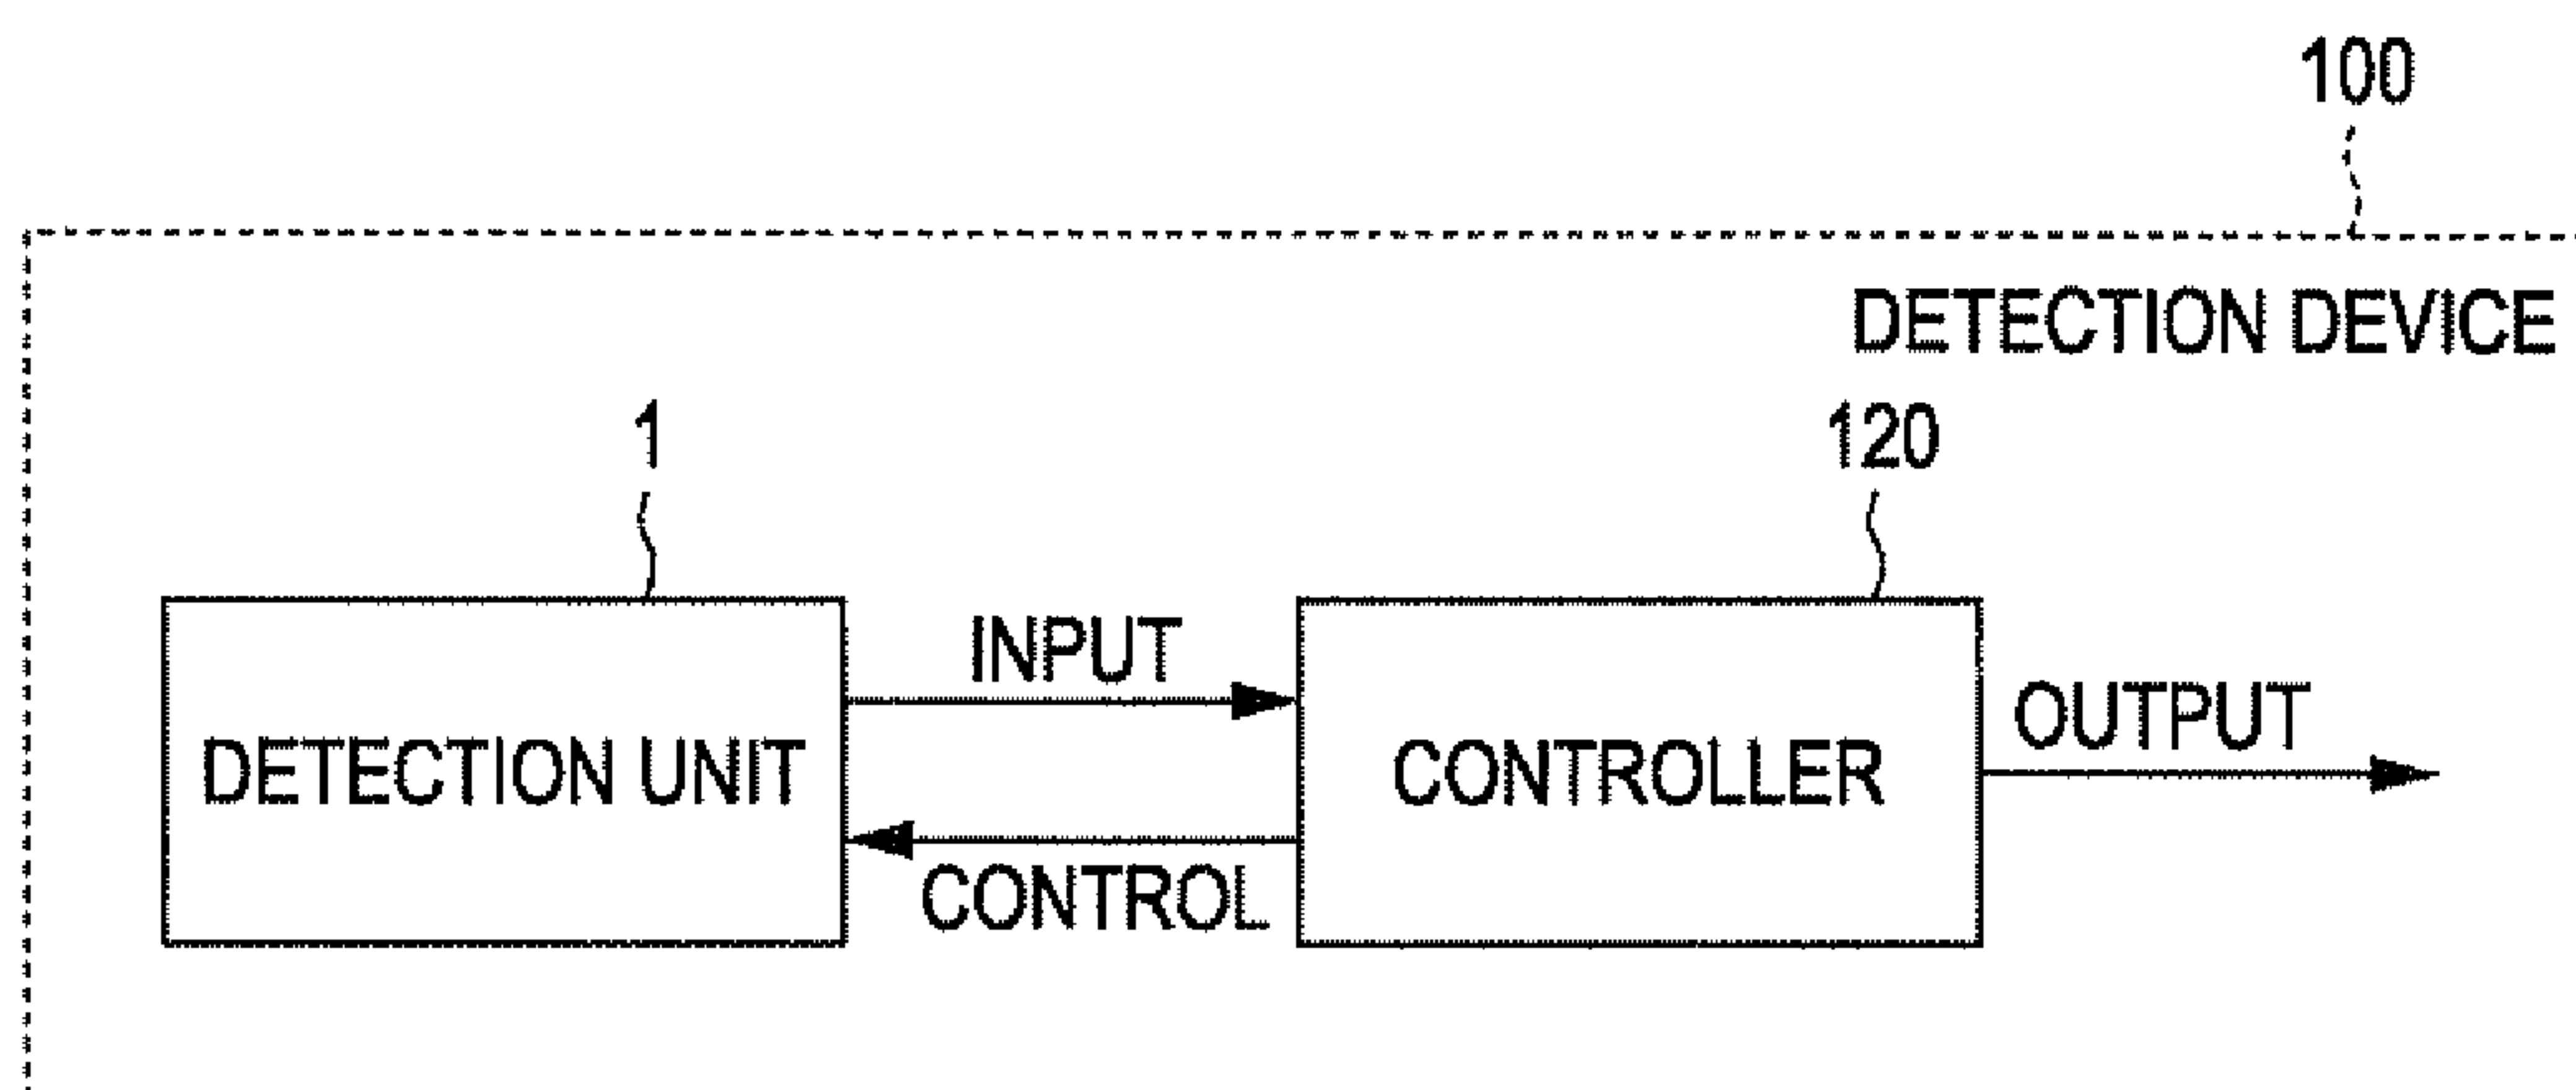 100
DETECTION DEVICE
1
120
INPUT
OUTPUT
DETECTION UNIT
CONTROLLER
CONTROL